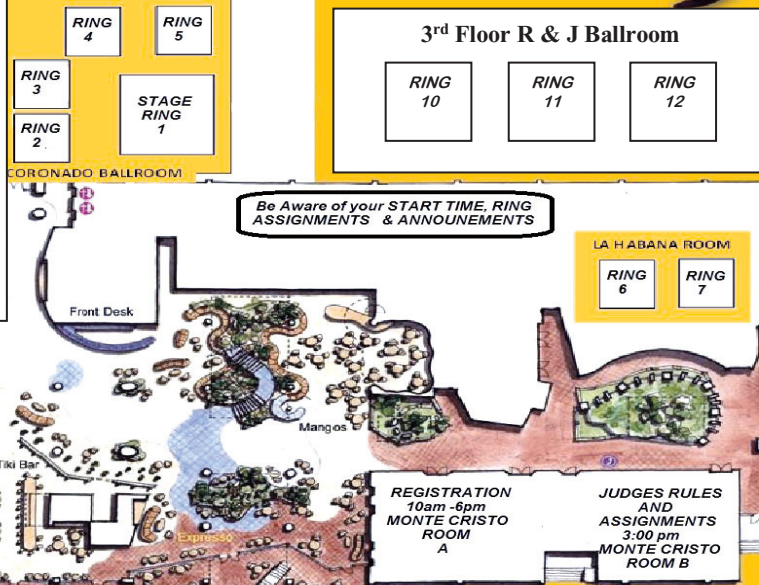 RING
4
RING
5
RING
3
STAGE
RING
1
RING
2
CORONADO BALLROOM
3rd Floor R & J Ballroom
RING
10
RING
11
RING
12
Be Aware of your START TIME, RING
ASSIGNMENTS & ANNOUNEMENTS
LA HABANA ROOM
RING
6
RING
7
Front Desk
Mangos
Tiki Bar
Expresso
REGISTRATION
10am -6pm
MONTE CRISTO
ROOM
A
JUDGES RULES
AND
ASSIGNMENTS
3:00 pm
MONTE CRISTO
ROOM B